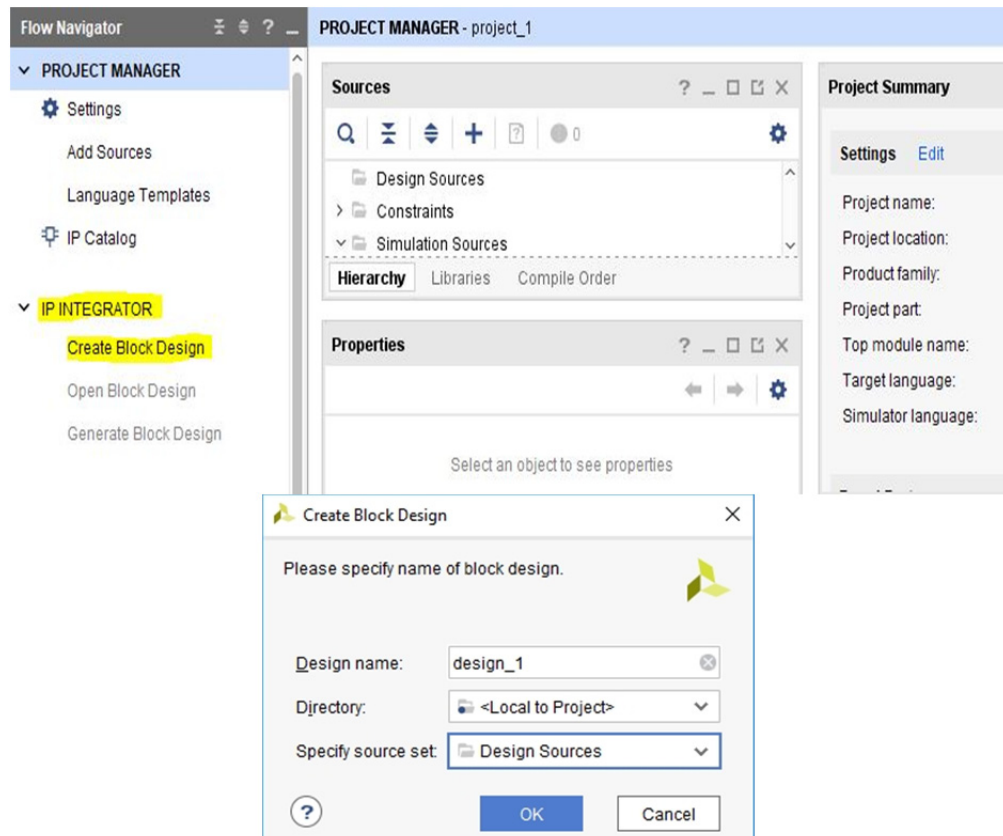 Flow Navigator ?
PROJECT MANAGER - project_1
PROJECT MANAGER
Settings
Add Sources
Language Templates
IP Catalog
IP INTEGRATOR
Create Block Design
Open Block Design
Generate Block Design
Sources ?
? 0
Design Sources
Constraints
Simulation Sources
Hierarchy Libraries Compile Order
Properties ?
Select an object to see properties
Project Summary
Settings Edit
Project name:
Project location:
Product family:
Project part:
Top module name:
Target language:
Simulator language:
Create Block Design
Please specify name of block design.
Design name: design_1
Directory: <Local to Project>
Specify source set: Design Sources
? OK Cancel